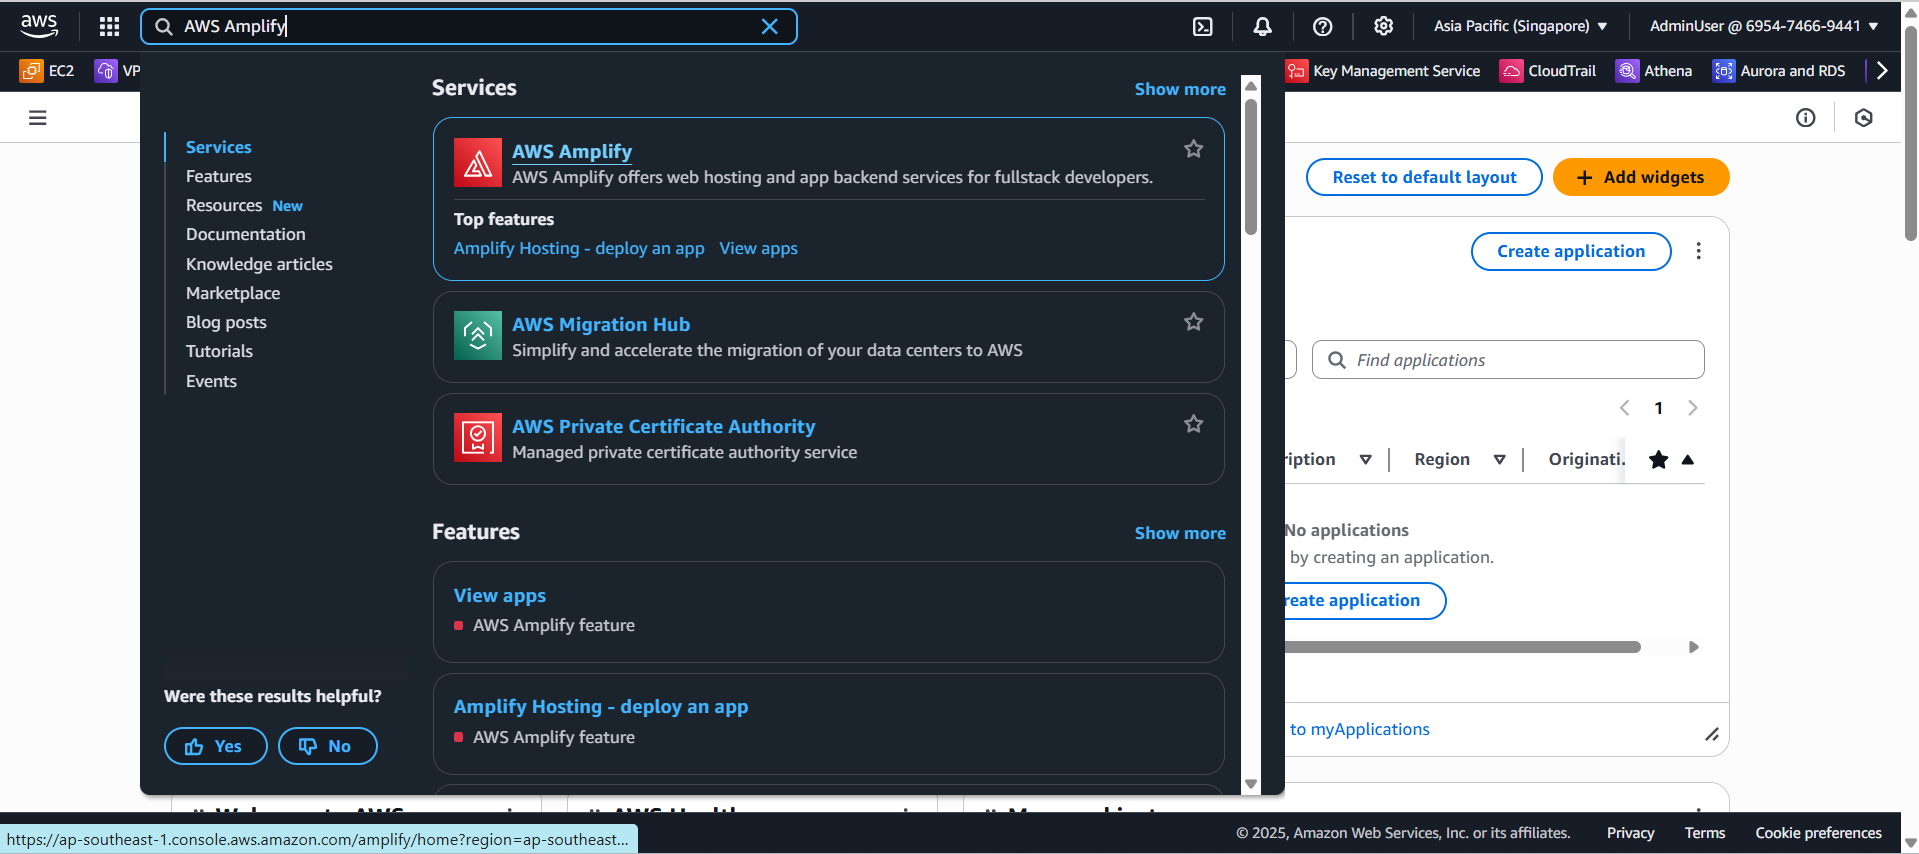 aws
AWS Amplify
Asia Pacific (Singapore)
AdminUser @ 6954-7466-9441
EC2
VP
Key Management Service
CloudTrail
Athena
Aurora and RDS
Services
Features
Resources New
Documentation
Knowledge articles
Marketplace
Blog posts
Tutorials
Events
Were these results helpful?
Yes
No
Services
Show more
AWS Amplify
AWS Amplify offers web hosting and app backend services for fullstack developers.
Top features
Amplify Hosting - deploy an app View apps
AWS Migration Hub
Simplify and accelerate the migration of your data centers to AWS
AWS Private Certificate Authority
Managed private certificate authority service
Features
Show more
View apps
AWS Amplify feature
Amplify Hosting - deploy an app
AWS Amplify feature
Reset to default layout
Add widgets
Create application
Find applications
1
ription
Region
Originati.
No applications
by creating an application.
reate application
to myApplications
https://ap-southeast-1.console.aws.amazon.com/amplify/home?region=ap-southeast...
© 2025, Amazon Web Services, Inc. or its affiliates.
Privacy
Terms
Cookie preferences